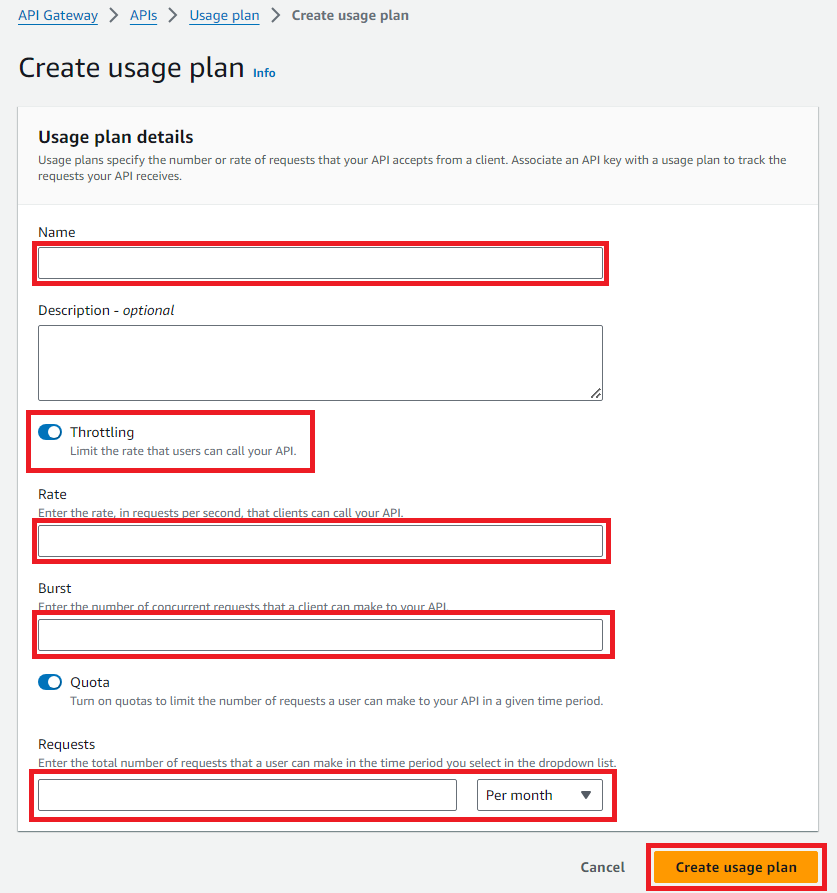 API Gateway > APIs > Usage plan > Create usage plan
Create usage plan Info
Usage plan details
Usage plans specify the number or rate of requests that your API accepts from a client. Associate an API key with a usage plan to track the
requests your API receives.
Name
Description - optional
Throttling
Limit the rate that users can call your API.
Rate
Enter the rate, in requests per second, that clients can call your API.
Burst
Enter the number of concurrent requests that a client can make to your API.
Quota
Turn on quotas to limit the number of requests a user can make to your API in a given time period.
Requests
Enter the total number of requests that a user can make in the time period you select in the dropdown list.
Per month
Cancel Create usage plan